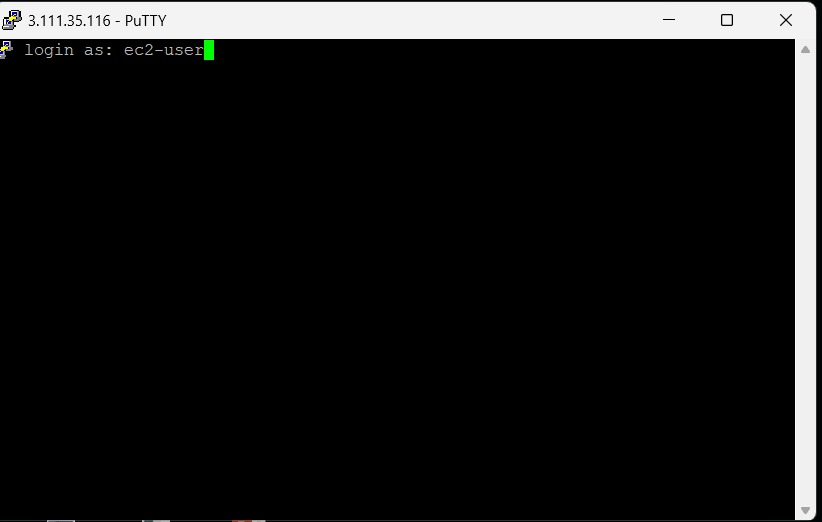 3.111.35.116 - PuTTY
login as: ec2-user